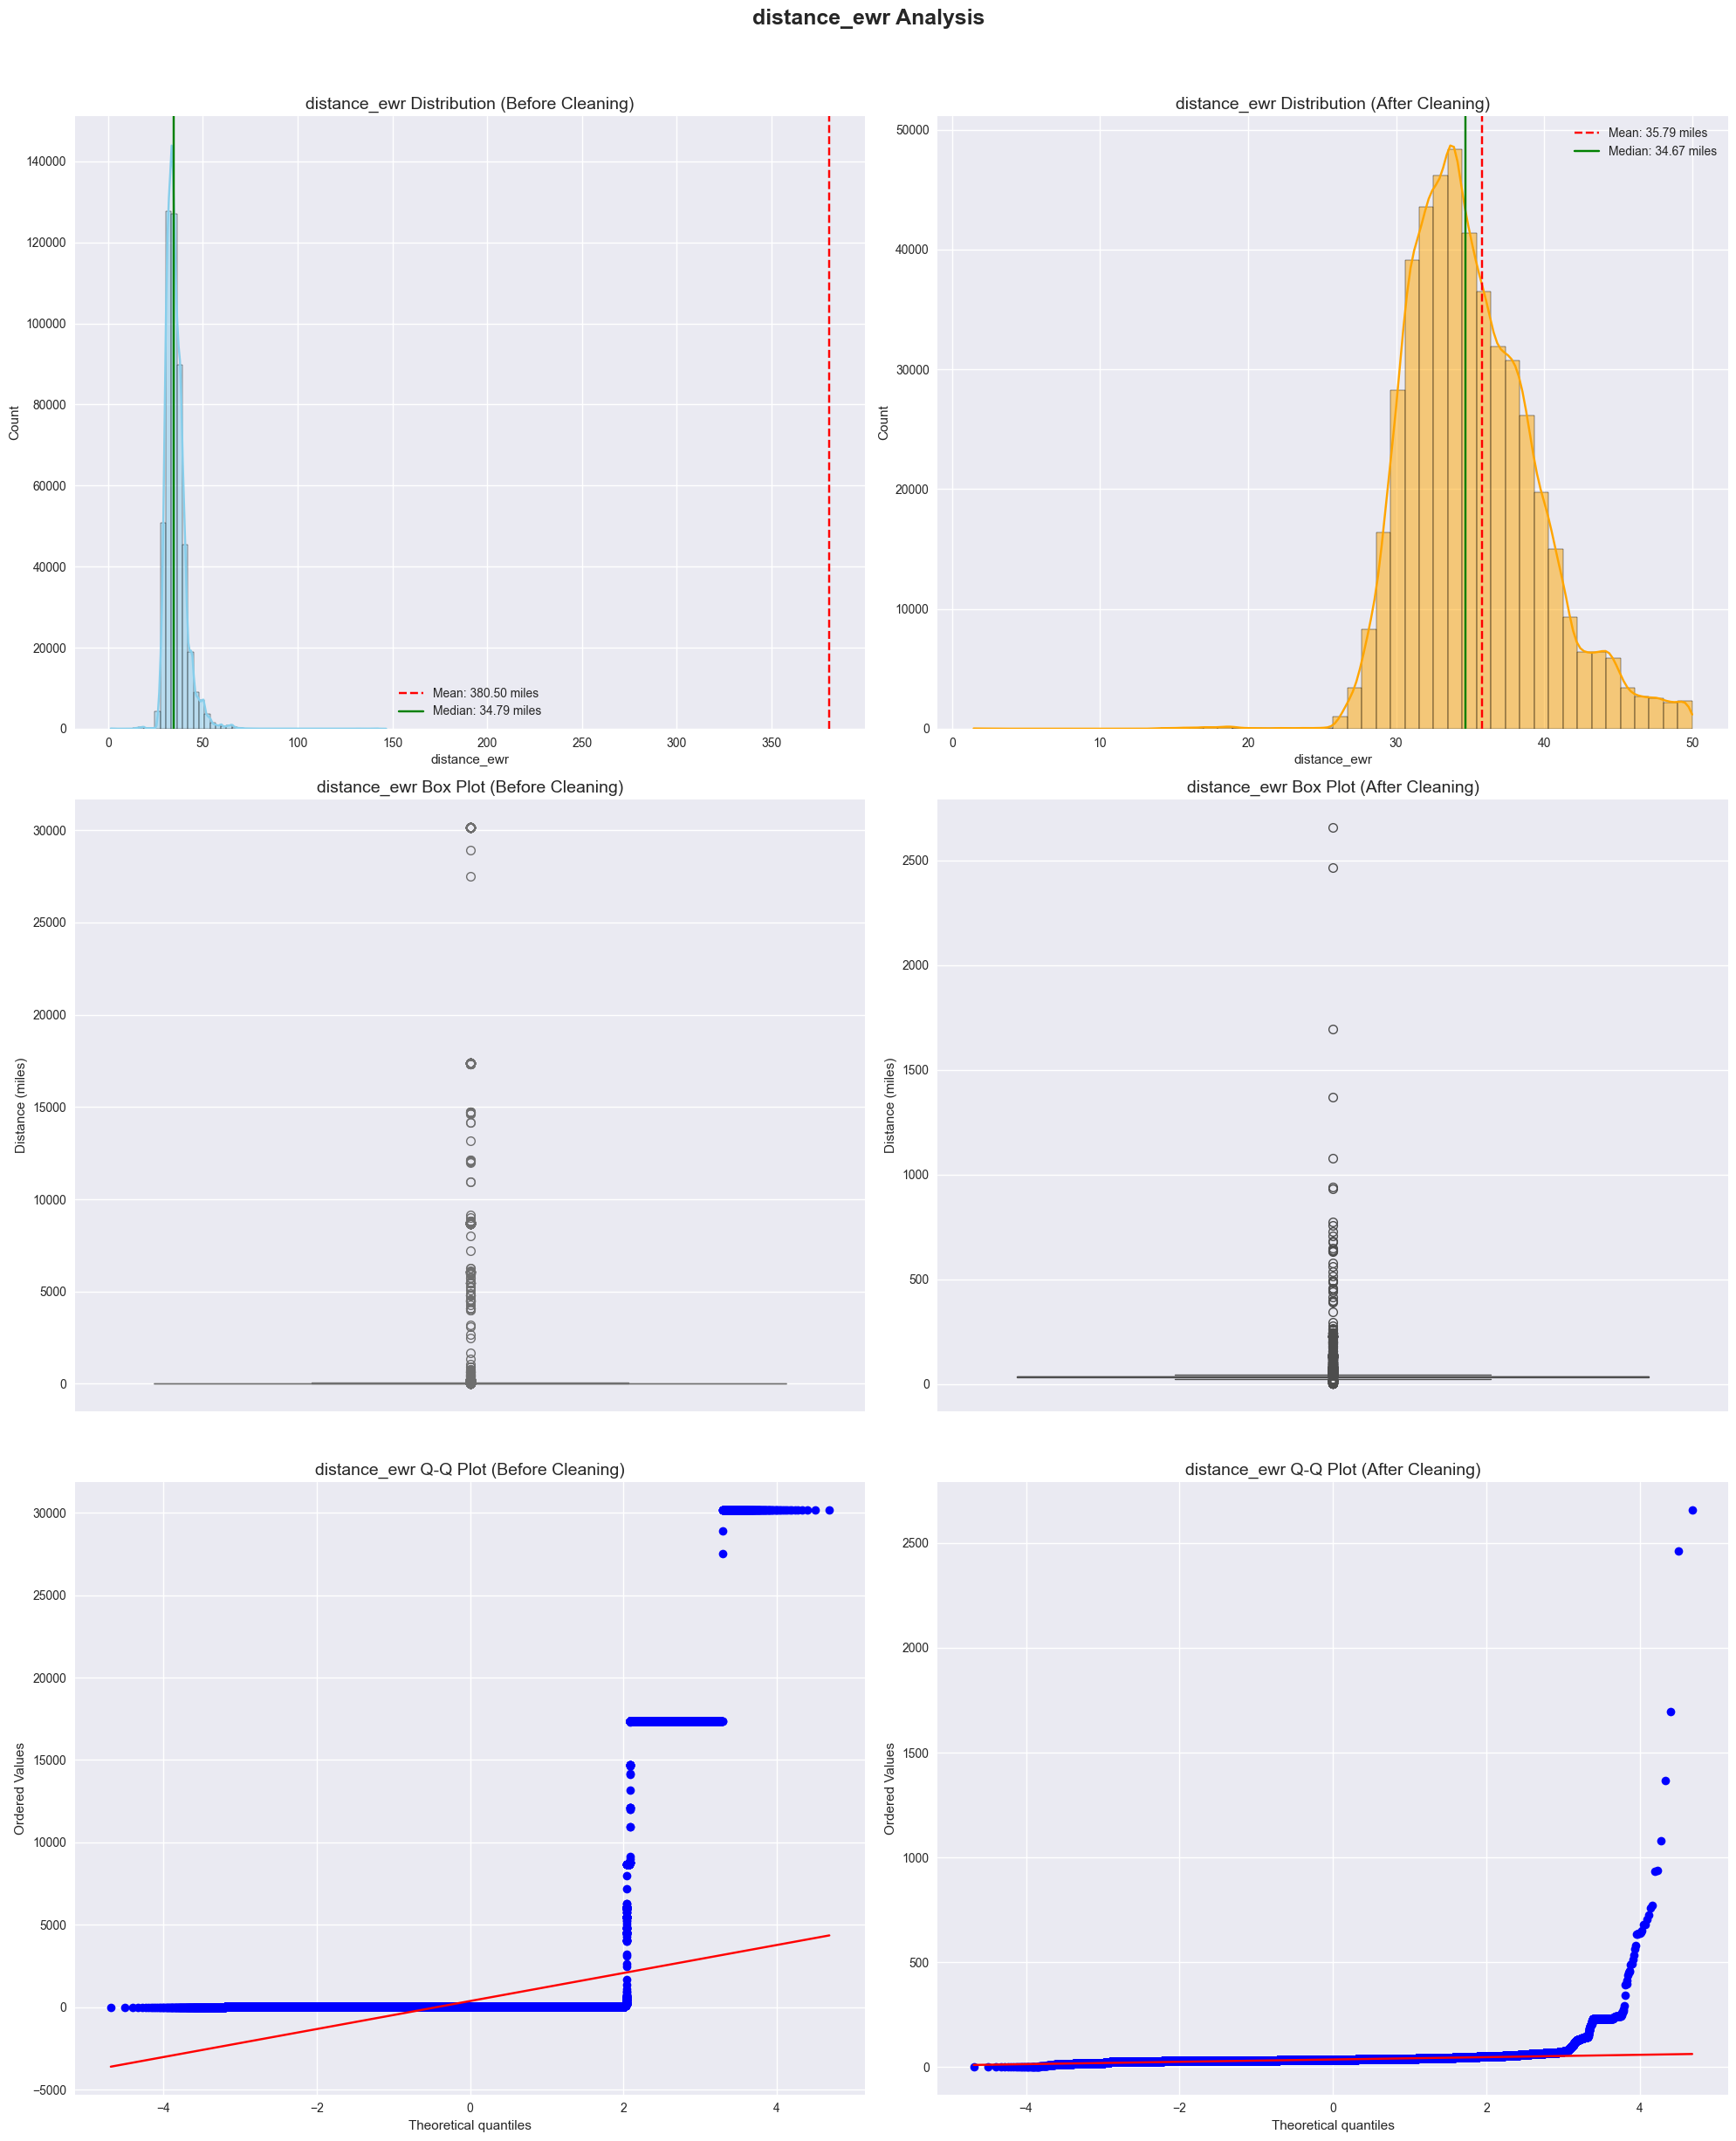 distance_ewr Analysis
distance_ewr Distribution (Before Cleaning)
140000
120000
100000
80000
60000
40000
20000
0
Count
Mean: 380.50 miles
Median: 34.79 miles
0 50 100 150 200 250 300 350
distance_ewr
distance_ewr Distribution (After Cleaning)
50000
40000
30000
20000
10000
0
Count
Mean: 35.79 miles
Median: 34.67 miles
0 10 20 30 40 50
distance_ewr
distance_ewr Box Plot (Before Cleaning)
30000
25000
20000
15000
10000
5000
0
Distance (miles)
distance_ewr Box Plot (After Cleaning)
2500
2000
1500
1000
500
0
Distance (miles)
distance_ewr Q-Q Plot (Before Cleaning)
30000
25000
20000
15000
10000
5000
0
−5000
Ordered Values
−4 −2 0 2 4
Theoretical quantiles
distance_ewr Q-Q Plot (After Cleaning)
2500
2000
1500
1000
500
0
Ordered Values
−4 −2 0 2 4
Theoretical quantiles